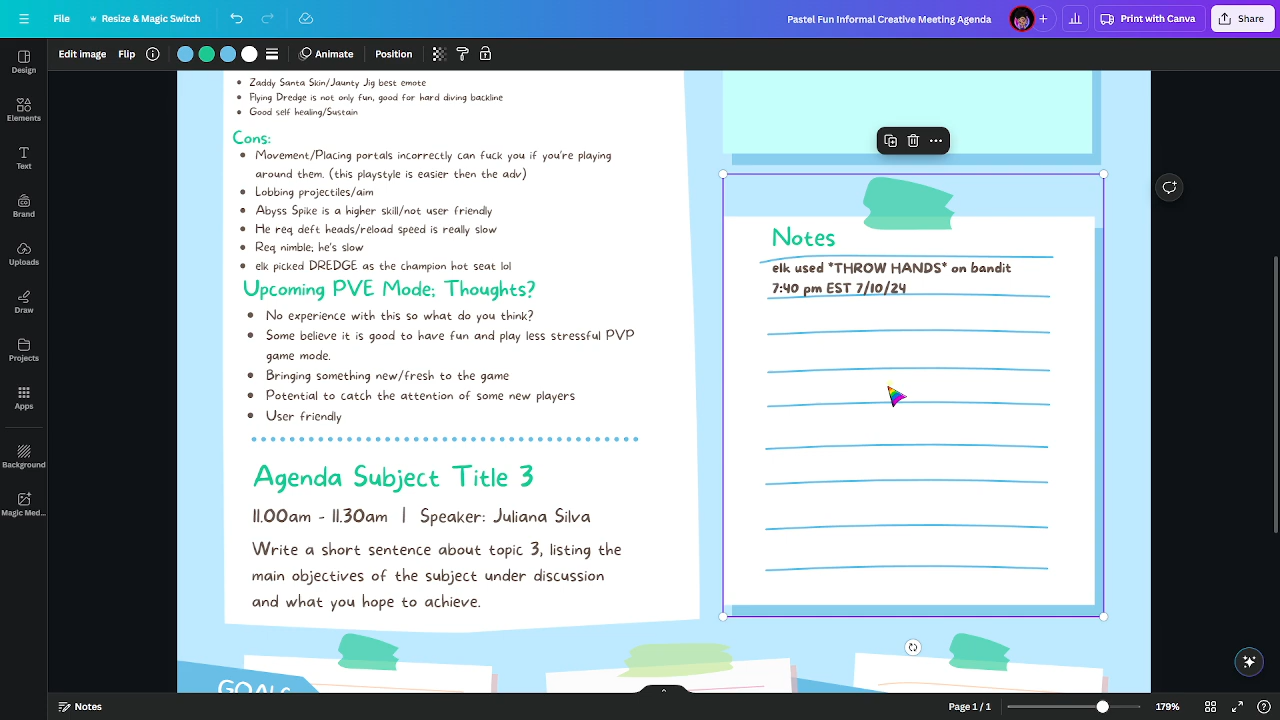 File
Resize & Magic Switch
Pastel Fun Informal Creative Meeting Agenda
Print with Canva
Share
Edit image
Flip
Animate
Position
Design
Elements
Text
Brand
Uploads
Draw
Projects
Apps
Background
Magic Med...
Zaddy Santa Skin/Jaunty Jig best emote
Flying Dredge is not only fun, good for hard diving backline
Good self healing/Sustain
Cons:
Movement/Placing portals incorrectly can fuck you if you're playing
around them. (this playstyle is easier then the adv)
Lobbing projectiles/aim
Abyss Spike is a higher skill/not user friendly
He req deft heads/reload speed is really slow
Req nimble; he's slow
elk picked DREDGE as the champion hot seat lol
Upcoming PVE Mode; Thoughts?
No experience with this so what do you think?
Some believe it is good to have fun and play less stressful PVP
game mode.
Bringing something new/fresh to the game
Potential to catch the attention of some new players
User friendly
Agenda Subject Title 3
11.00am - 11.30am | Speaker: Juliana Silva
Write a short sentence about topic 3, listing the
main objectives of the subject under discussion
and what you hope to achieve.
Notes
elk used *THROW HANDS* on bandit
7:40 pm EST 7/10/24
GOALS
Notes
Page 1 / 1
179%